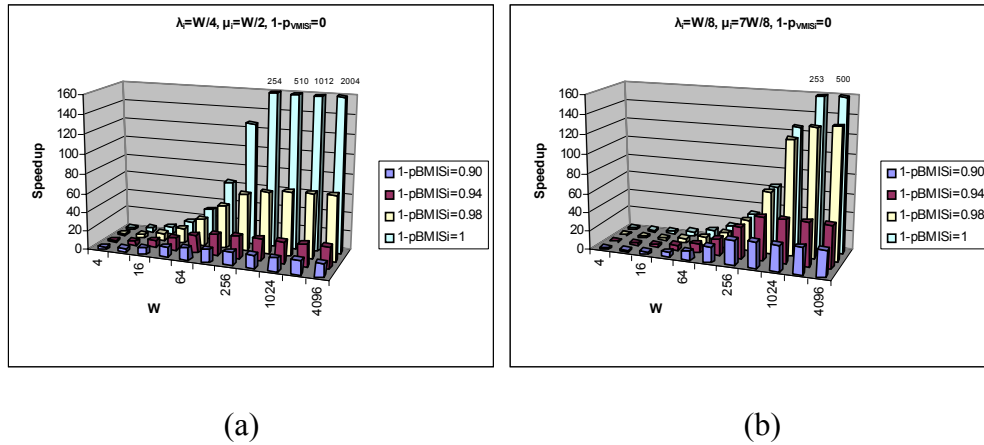 λi=W/4, μi=W/2, 1-pVMISi=0
254 510 1012 2004
160
140
120
100
80
60
40
20
0
Speedup
4
16
64
256
1024
4096
W
1-pBMISi=0.90
1-pBMISi=0.94
1-pBMISi=0.98
1-pBMISi=1
(a)
λi=W/8, μi=7W/8, 1-pVMISi=0
253 500
160
140
120
100
80
60
40
20
0
Speedup
4
16
64
256
1024
4096
W
1-pBMISi=0.90
1-pBMISi=0.94
1-pBMISi=0.98
1-pBMISi=1
(b)